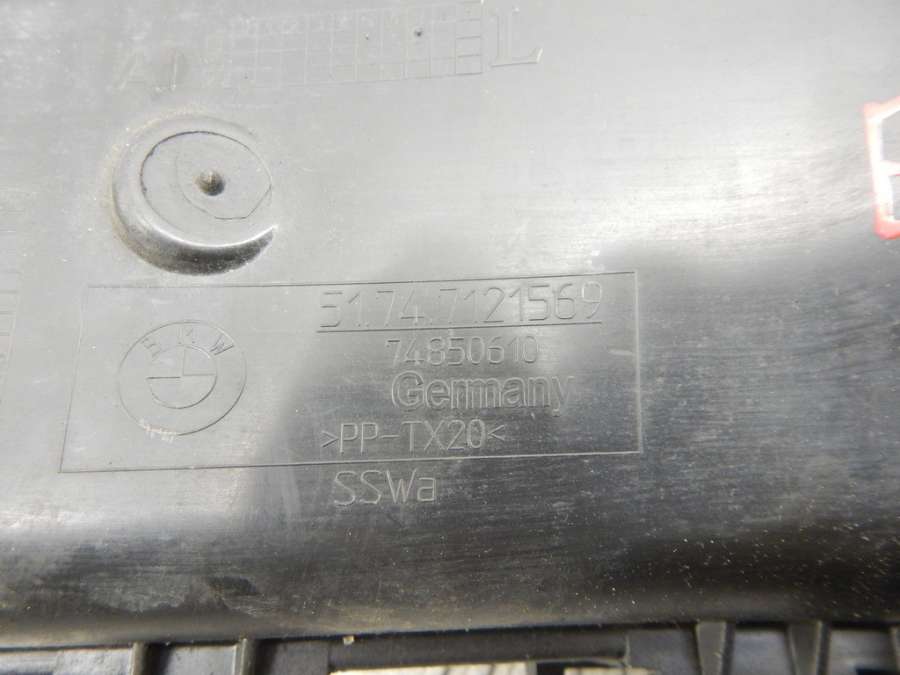 51.74.7121569
BMW
74850610
Germany
>PP-TX20<
SSWa